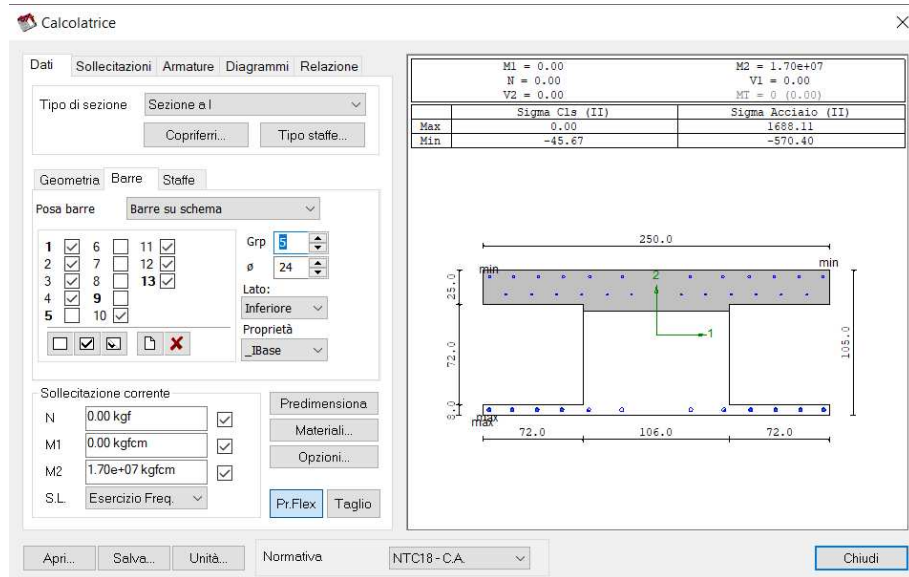 Calcolatrice
Dati Sollecitazioni Armature Diagrammi Relazione
Tipo di sezione Sezione a I
Copriferri... Tipo staffe...
Geometria Barre Staffe
Posa barre Barre su schema
1 6 11
2 7 12
3 8 13
4 9
5 10
Grp 5
ø 24
Lato:
Inferiore
Proprietà
_IBase
Sollecitazione corrente
N 0.00 kgf
M1 0.00 kgfcm
M2 1.70e+07 kgfcm
S.L. Esercizio Freq.
Predimensiona
Materiali...
Opzioni...
Pr.Flex Taglio
M1 = 0.00 M2 = 1.70e+07
N = 0.00 V1 = 0.00
V2 = 0.00 MT = 0 (0.00)
Sigma Cls (II) Sigma Acciaio (II)
Max 0.00 1688.11
Min -45.67 -570.40
250.0
min min
2
25.0
1
72.0
105.0
8.0
max
max
72.0 106.0 72.0
Apri... Salva... Unità... Normativa NTC18 - C.A. Chiudi